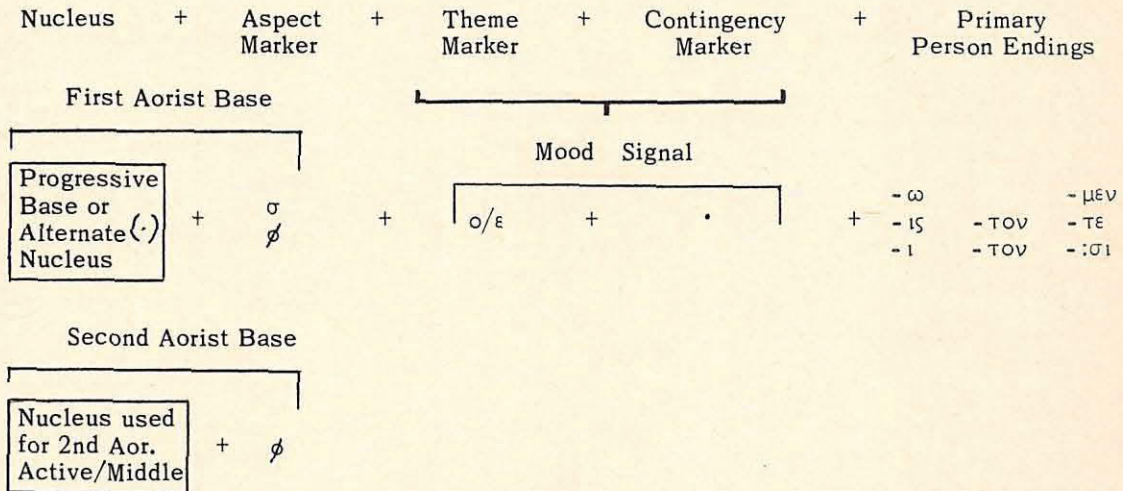 Nucleus + Aspect Marker + Theme Marker + Contingency Marker + Primary Person Endings
First Aorist Base
Mood Signal
Progressive
Base or
Alternate (·)
Nucleus
+ σ
∅
+ ο/ε + · +
-ω -μεν
-ις -τον -τε
-ι -τον -:σι
Second Aorist Base
Nucleus used
for 2nd Aor.
Active/Middle
+ ∅